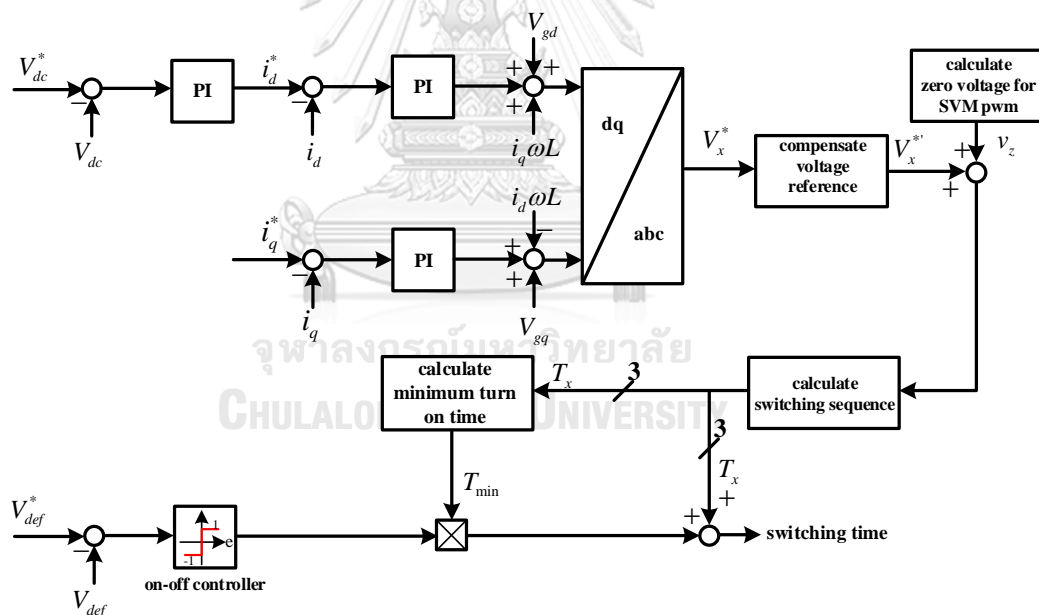 V*dc
−
Vdc
PI
i*d
−
id
PI
Vgd
+
+
+
iqωL
idωL
−
+
+
Vgq
i*q
−
iq
PI
dq
abc
V*x
compensate
voltage
reference
V*'x
calculate
zero voltage for
SVM pwm
vz
+
+
จุฬาลงกรณ์มหาวิทยาลัย
CHULALO UNIVERSITY
calculate
minimum turn
on time
Tx
3
calculate
switching sequence
3
Tx
Tmin
+
+
switching time
V*def
−
Vdef
1
e
-1
on-off controller